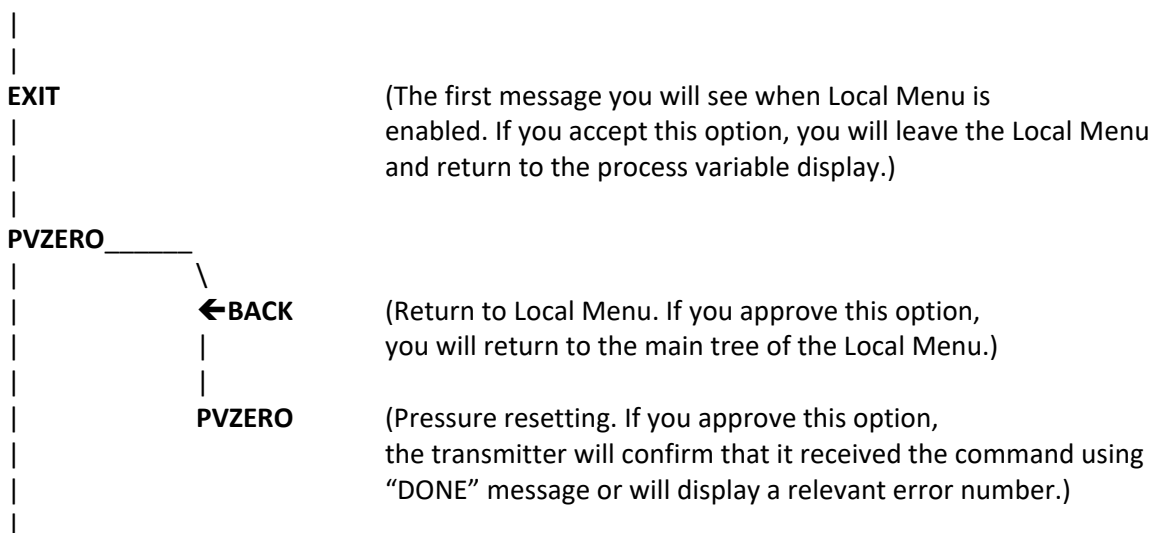 EXIT (The first message you will see when Local Menu is
enabled. If you accept this option, you will leave the Local Menu
and return to the process variable display.)
PVZERO______
←BACK (Return to Local Menu. If you approve this option,
you will return to the main tree of the Local Menu.)
PVZERO (Pressure resetting. If you approve this option,
the transmitter will confirm that it received the command using
“DONE” message or will display a relevant error number.)